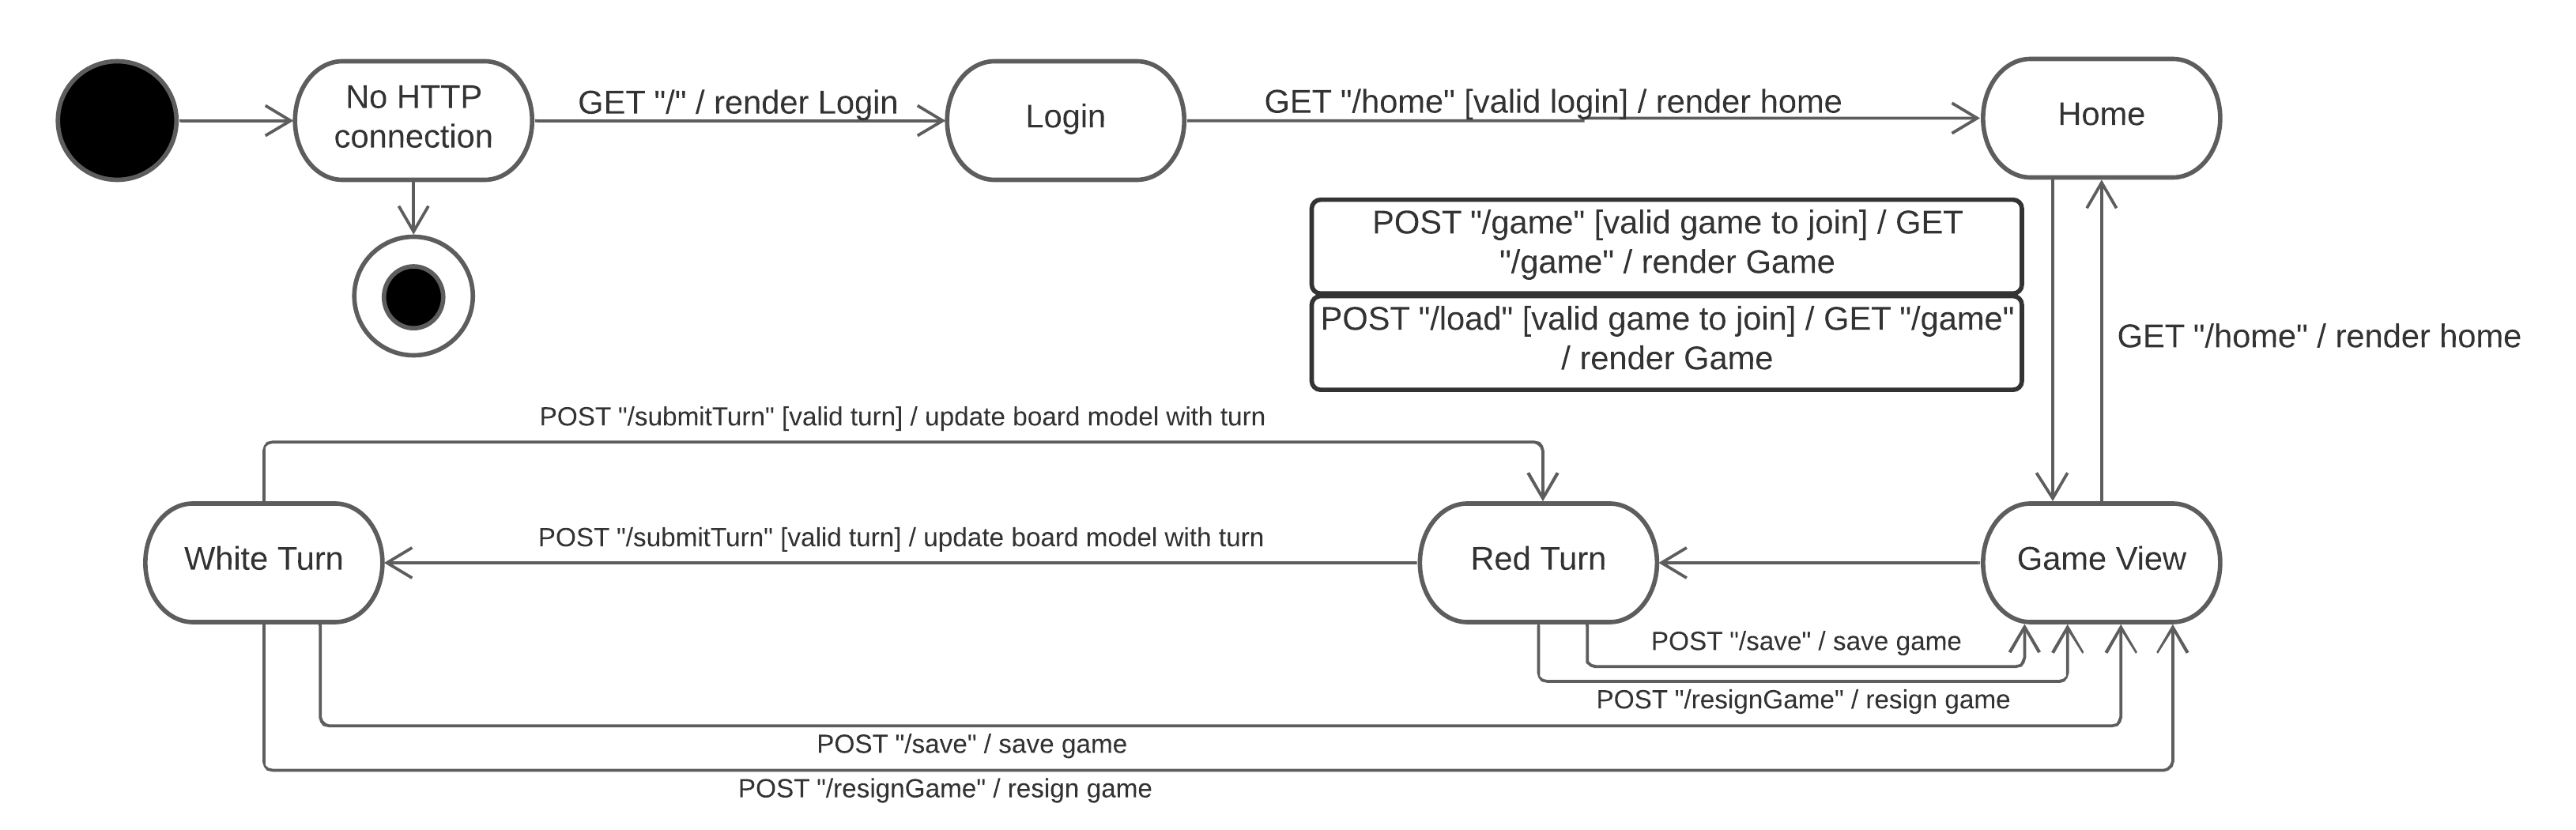 No HTTP
connection
GET "/" / render Login
Login
GET "/home" [valid login] / render home
Home
POST "/game" [valid game to join] / GET
"/game" / render Game
POST "/load" [valid game to join] / GET "/game"
/ render Game
GET "/home" / render home
POST "/submitTurn" [valid turn] / update board model with turn
White Turn
POST "/submitTurn" [valid turn] / update board model with turn
Red Turn
Game View
POST "/save" / save game
POST "/resignGame" / resign game
POST "/save" / save game
POST "/resignGame" / resign game